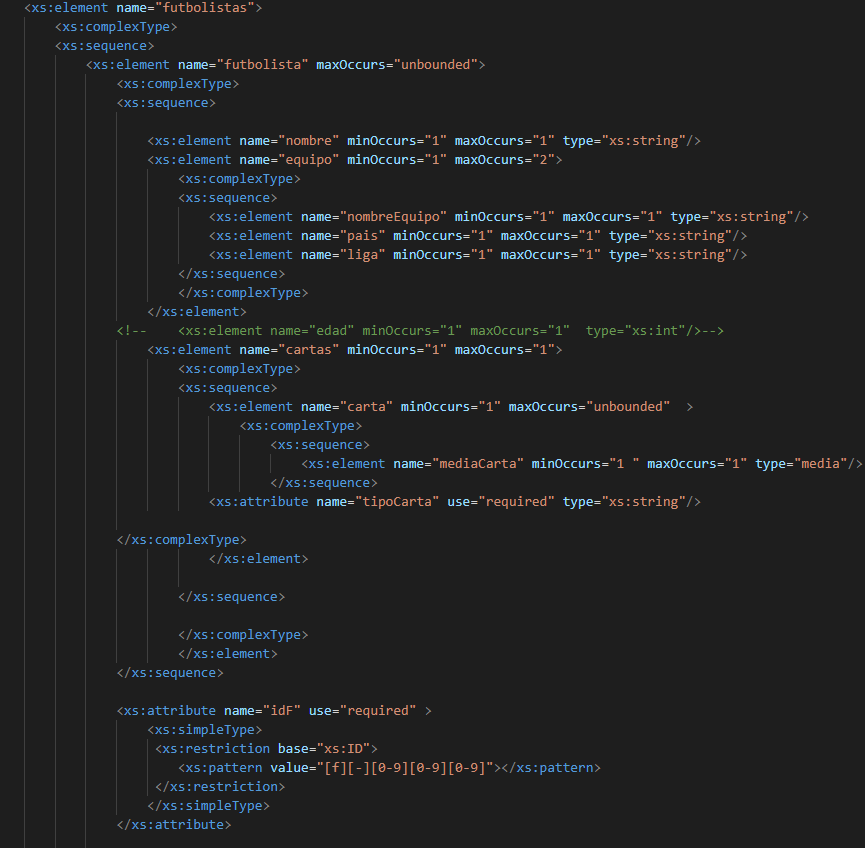 <xs:element name="futbolistas">
<xs:complexType>
<xs:sequence>
<xs:element name="futbolista" maxOccurs="unbounded">
<xs:complexType>
<xs:sequence>
<xs:element name="nombre" minOccurs="1" maxOccurs="1" type="xs:string"/>
<xs:element name="equipo" minOccurs="1" maxOccurs="2">
<xs:complexType>
<xs:sequence>
<xs:element name="nombreEquipo" minOccurs="1" maxOccurs="1" type="xs:string"/>
<xs:element name="pais" minOccurs="1" maxOccurs="1" type="xs:string"/>
<xs:element name="liga" minOccurs="1" maxOccurs="1" type="xs:string"/>
</xs:sequence>
</xs:complexType>
</xs:element>
<!--    <xs:element name="edad" minOccurs="1" maxOccurs="1"  type="xs:int"/>-->
<xs:element name="cartas" minOccurs="1" maxOccurs="1">
<xs:complexType>
<xs:sequence>
<xs:element name="carta" minOccurs="1" maxOccurs="unbounded"  >
<xs:complexType>
<xs:sequence>
<xs:element name="mediaCarta" minOccurs="1 " maxOccurs="1" type="media"/>
</xs:sequence>
<xs:attribute name="tipoCarta" use="required" type="xs:string"/>
</xs:complexType>
</xs:element>
</xs:sequence>
</xs:complexType>
</xs:element>
</xs:sequence>
<xs:attribute name="idF" use="required" >
<xs:simpleType>
<xs:restriction base="xs:ID">
<xs:pattern value="[f][-][0-9][0-9][0-9]"></xs:pattern>
</xs:restriction>
</xs:simpleType>
</xs:attribute>